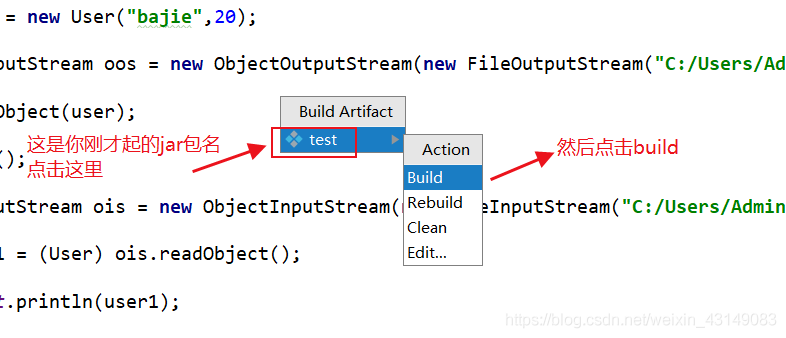 = new User("bajie",20);
putStream oos = new ObjectOutputStream(new FileOutputStream("C:/Users/Ad
Object(user);
Build Artifact
这是你刚才起的jar包名
点击这里
test
Action
然后点击build
();
Build
putStream ois = new ObjectInputStream( eInputStream("C:/Users/Admin
Rebuild
Clean
1 = (User) ois.readObject();
Edit...
t.println(user1);
https://blog.csdn.net/weixin_43149083